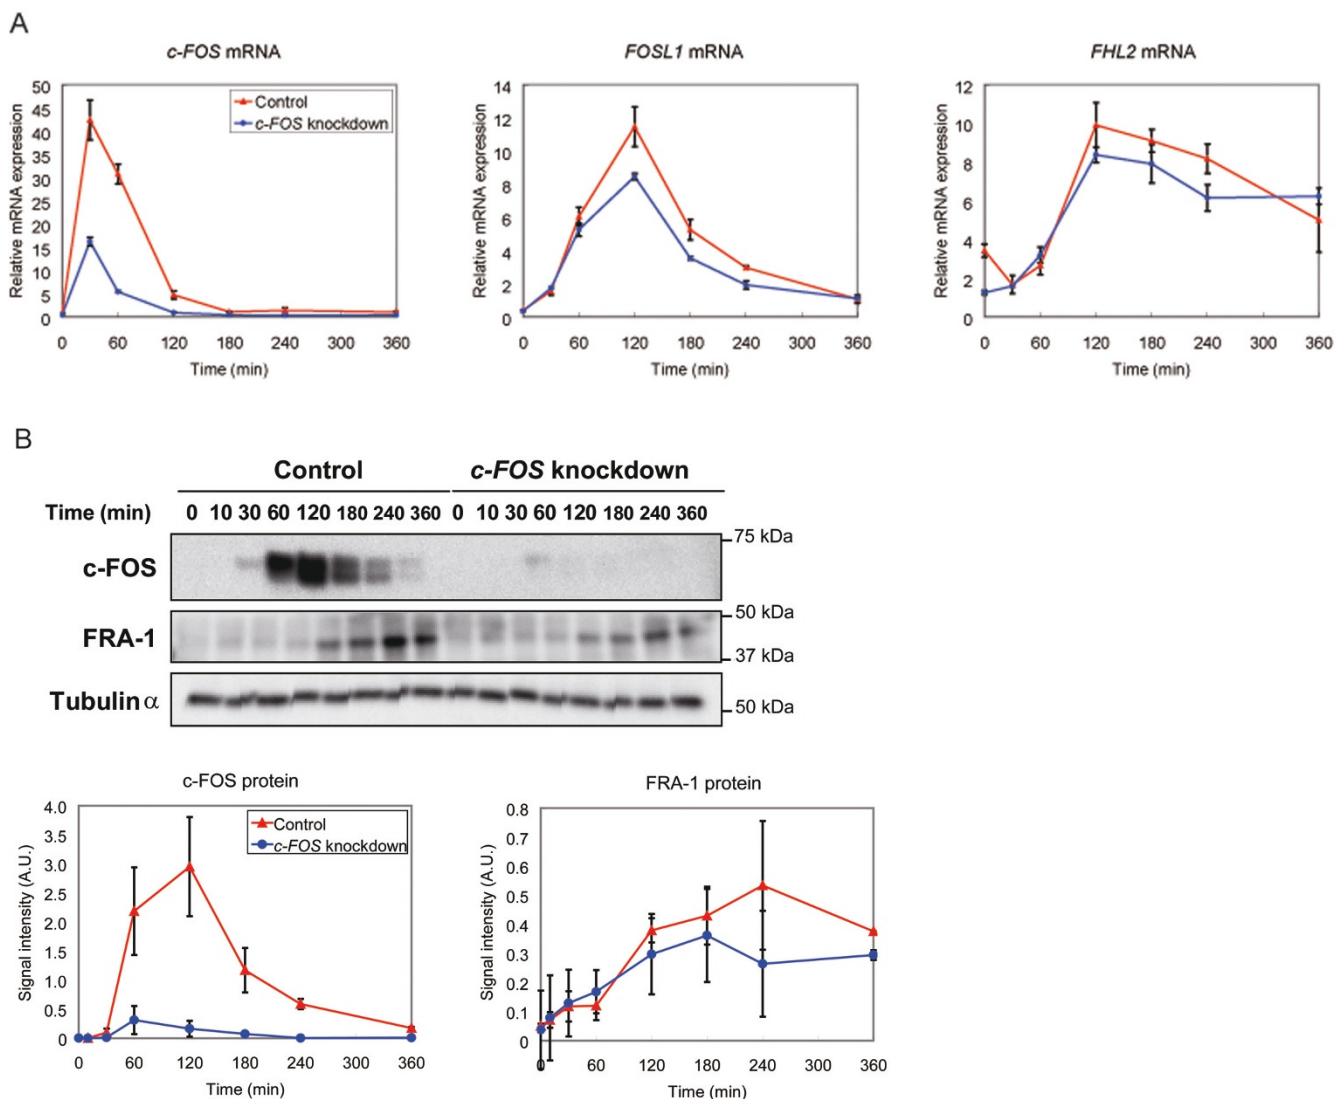 A
c-FOS mRNA
Relative mRNA expression
50
45
40
35
30
25
20
15
10
5
0
Control
c-FOS knockdown
0 60 120 180 240 300 360
Time (min)
FOSL1 mRNA
Relative mRNA expression
14
12
10
8
6
4
2
0
0 60 120 180 240 300 360
Time (min)
FHL2 mRNA
Relative mRNA expression
12
10
8
6
4
2
0
0 60 120 180 240 300 360
Time (min)
B
Control c-FOS knockdown
Time (min) 0 10 30 60 120 180 240 360 0 10 30 60 120 180 240 360
c-FOS
75 kDa
FRA-1
50 kDa
37 kDa
Tubulin α
50 kDa
c-FOS protein
Signal intensity (A.U.)
4.0
3.5
3.0
2.5
2.0
1.5
1.0
0.5
0
Control
c-FOS knockdown
0 60 120 180 240 300 360
Time (min)
FRA-1 protein
Signal intensity (A.U.)
0.8
0.7
0.6
0.5
0.4
0.3
0.2
0.1
0
0 60 120 180 240 300 360
Time (min)